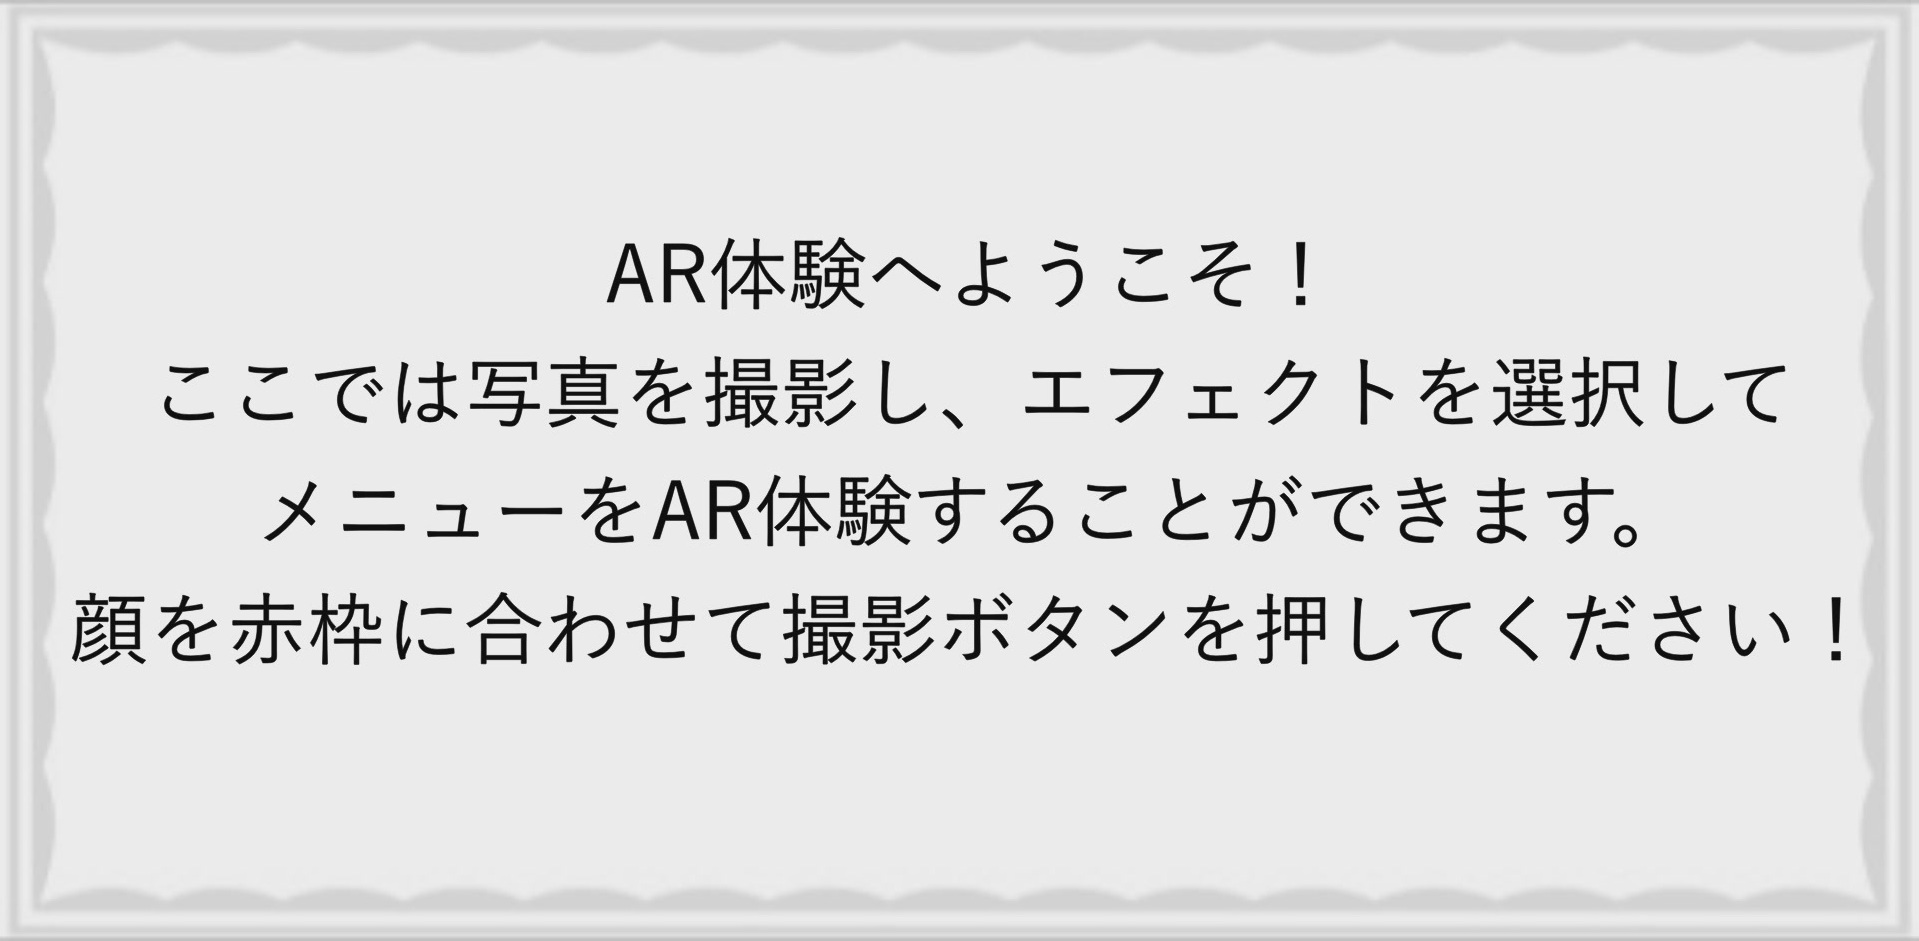 AR体験へようこそ！
ここでは写真を撮影し、エフェクトを選択して
メニューをAR体験することができます。
顔を赤枠に合わせて撮影ボタンを押してください！